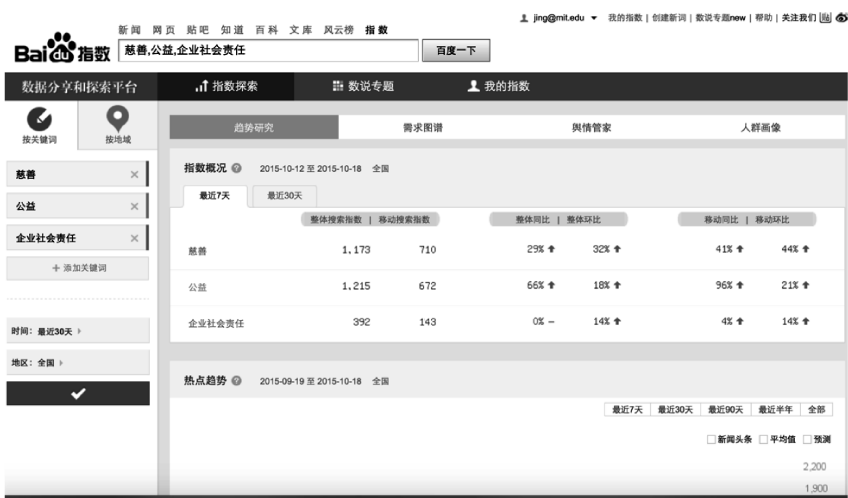 jing@mit.edu ▼ 我的指数 | 创建新词 | 数说专题new | 帮助 | 关注我们
新闻 网页 贴吧 知道 百科 文库 风云榜 指数
Bai du 指数 慈善,公益,企业社会责任 百度一下
数据分享和探索平台 指数探索 数说专题 我的指数
按关键词 按地域
趋势研究 需求图谱 舆情管家 人群画像
慈善 ×
公益 ×
企业社会责任 ×
+ 添加关键词
时间: 最近30天
地区: 全国
指数概况 ? 2015-10-12 至 2015-10-18 全国
最近7天 最近30天
整体搜索指数 | 移动搜索指数 整体同比 | 整体环比 移动同比 | 移动环比
慈善 1,173 710 29% ↑ 32% ↑ 41% ↑ 44% ↑
公益 1,215 672 66% ↑ 18% ↑ 96% ↑ 21% ↑
企业社会责任 392 143 0% – 14% ↑ 4% ↑ 14% ↑
热点趋势 ? 2015-09-19 至 2015-10-18 全国
最近7天 最近30天 最近90天 最近半年 全部
新闻头条 平均值 预测
2,200
1,900